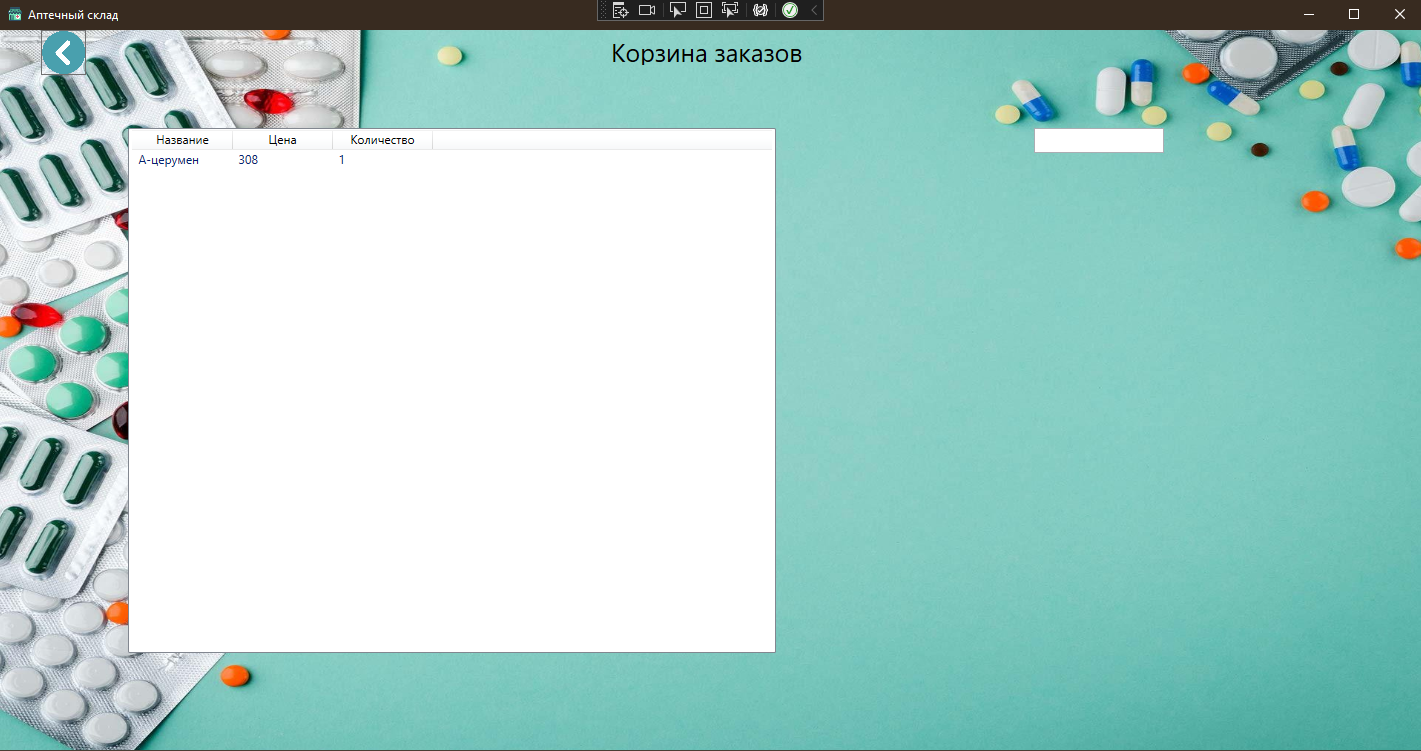 Аптечный склад
Корзина заказов
Название Цена Количество
А-церумен 308 1